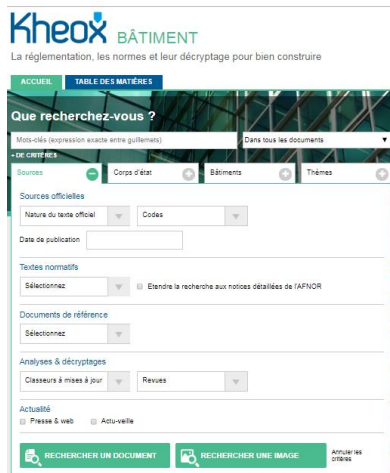 Kheox BÂTIMENT
La réglementation, les normes et leur décryptage pour bien construire
ACCUEIL TABLE DES MATIÈRES
Que recherchez-vous ?
Mots-clés (expression exacte entre guillemets) Dans tous les documents
+ DE CRITÈRES
Sources Corps d'état Bâtiments Thèmes
Sources officielles
Nature du texte officiel Codes
Date de publication
Textes normatifs
Sélectionnez Etendre la recherche aux notices détaillées de l'AFNOR
Documents de référence
Sélectionnez
Analyses & décryptages
Classeurs à mises à jour Revues
Actualité
Presse & web Actu-veille
RECHERCHER UN DOCUMENT RECHERCHER UNE IMAGE Annuler les
critères